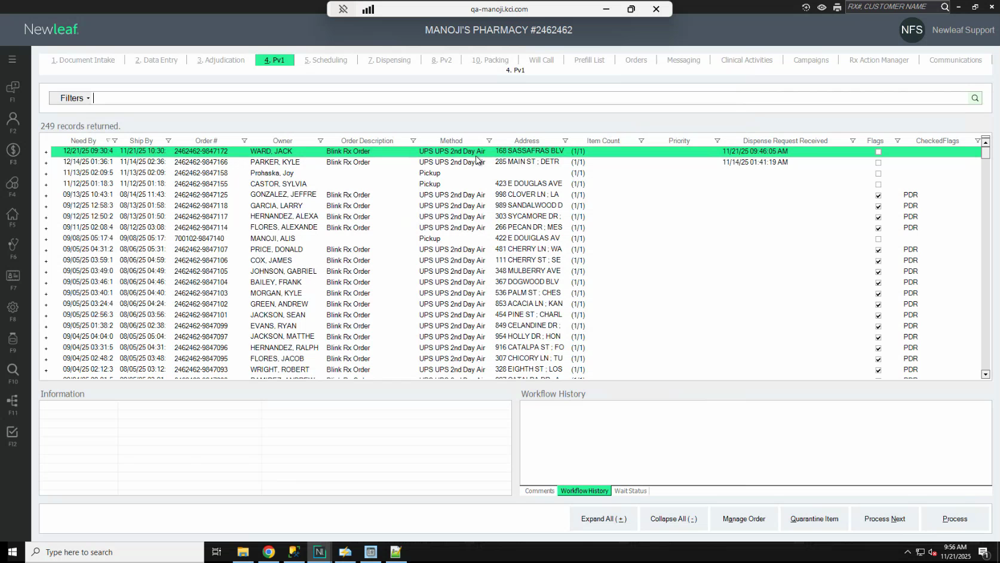 qa-manoji.kci.com
RX#, CUSTOMER NAME
Newleaf
MANOJI'S PHARMACY #2462462
NFS Newleaf Support
1. Document Intake 2. Data Entry 3. Adjudication 4. Pv1 5. Scheduling 7. Dispensing 8. Pv2 10. Packing Will Call Prefill List Orders Messaging Clinical Activities Campaigns Rx Action Manager Communications
4. Pv1
Filters
249 records returned.
Need By Ship By Order # Owner Order Description Method Address Item Count Priority Dispense Request Received Flags CheckedFlags
+ 12/21/25 09:30:4 11/21/25 10:30: 2462462-9847172 WARD, JACK Blink Rx Order UPS UPS 2nd Day Air 168 SASSAFRAS BLV (1/1) 11/21/25 09:46:05 AM
+ 12/14/25 01:36:1 11/14/25 02:36: 2462462-9847166 PARKER, KYLE Blink Rx Order UPS UPS 2nd Day Air 285 MAIN ST ; DETR (1/1) 11/14/25 01:41:19 AM
+ 11/13/25 02:09:5 11/13/25 02:09: 2462462-9847158 Prohaska, Joy Pickup (1/1)
+ 11/12/25 01:18:3 11/12/25 01:18: 2462462-9847155 CASTOR, SYLVIA Pickup 423 E DOUGLAS AVE (1/1)
+ 09/13/25 10:43:1 08/14/25 11:43: 2462462-9847125 GONZALEZ, JEFFRE Blink Rx Order UPS UPS 2nd Day Air 998 CLOVER LN ; LA (1/1) PDR
+ 09/12/25 12:58:3 08/13/25 01:58: 2462462-9847118 GARCIA, LARRY Blink Rx Order UPS UPS 2nd Day Air 989 SANDALWOOD D (1/1) PDR
+ 09/12/25 12:50:2 08/13/25 01:50: 2462462-9847117 HERNANDEZ, ALEXA Blink Rx Order UPS UPS 2nd Day Air 303 SYCAMORE DR ; (1/1) PDR
+ 09/11/25 02:08:4 08/12/25 03:08: 2462462-9847114 FLORES, ALEXANDE Blink Rx Order UPS UPS 2nd Day Air 266 PECAN DR ; MES (1/1) PDR
+ 09/08/25 05:17:4 09/08/25 05:17: 700102-9847140 MANOJI, ALIS Pickup 422 E DOUGLAS AV (1/1)
+ 09/05/25 04:31:2 08/06/25 05:31: 2462462-9847107 PRICE, DONALD Blink Rx Order UPS UPS 2nd Day Air 481 CHERRY LN ; WA (1/1) PDR
+ 09/05/25 03:59:1 08/06/25 04:59: 2462462-9847106 COX, JAMES Blink Rx Order UPS UPS 2nd Day Air 111 CHERRY ST ; SE (1/1) PDR
+ 09/05/25 03:49:0 08/06/25 04:49: 2462462-9847105 JOHNSON, GABRIEL Blink Rx Order UPS UPS 2nd Day Air 348 MULBERRY AVE (1/1) PDR
+ 09/05/25 03:46:1 08/06/25 04:46: 2462462-9847104 BAILEY, FRANK Blink Rx Order UPS UPS 2nd Day Air 367 DOGWOOD BLV (1/1) PDR
+ 09/05/25 03:40:1 08/06/25 04:40: 2462462-9847103 MORGAN, KYLE Blink Rx Order UPS UPS 2nd Day Air 536 PALM ST ; CHES (1/1) PDR
+ 09/05/25 03:24:4 08/06/25 04:24: 2462462-9847102 GREEN, ANDREW Blink Rx Order UPS UPS 2nd Day Air 853 ACACIA LN ; KAN (1/1) PDR
+ 09/05/25 02:56:3 08/06/25 03:56: 2462462-9847101 JACKSON, SEAN Blink Rx Order UPS UPS 2nd Day Air 454 PINE ST ; CHARL (1/1) PDR
+ 09/05/25 01:38:2 08/06/25 02:38: 2462462-9847099 EVANS, RYAN Blink Rx Order UPS UPS 2nd Day Air 849 CELANDINE DR ; (1/1) PDR
+ 09/04/25 04:04:0 08/05/25 05:04: 2462462-9847097 JACKSON, MATTHE Blink Rx Order UPS UPS 2nd Day Air 954 HOLLY DR ; HON (1/1) PDR
+ 09/04/25 03:31:5 08/05/25 04:31: 2462462-9847096 HERNANDEZ, RALPH Blink Rx Order UPS UPS 2nd Day Air 916 CATALPA ST ; FO (1/1) PDR
+ 09/04/25 02:48:2 08/05/25 03:48: 2462462-9847095 FLORES, JACOB Blink Rx Order UPS UPS 2nd Day Air 307 CHICORY LN ; TU (1/1) PDR
+ 09/04/25 02:12:3 08/05/25 03:12: 2462462-9847093 WRIGHT, ROBERT Blink Rx Order UPS UPS 2nd Day Air 328 EIGHTH ST ; LOS (1/1) PDR
F1
F2
F3
F4
F5
F6
F7
F8
F9
F10
F11
F12
Information
Workflow History
Comments Workflow History Wait Status
Expand All ( + ) Collapse All ( - ) Manage Order Quarantine Item Process Next Process
Type here to search
9:56 AM
11/21/2025
1